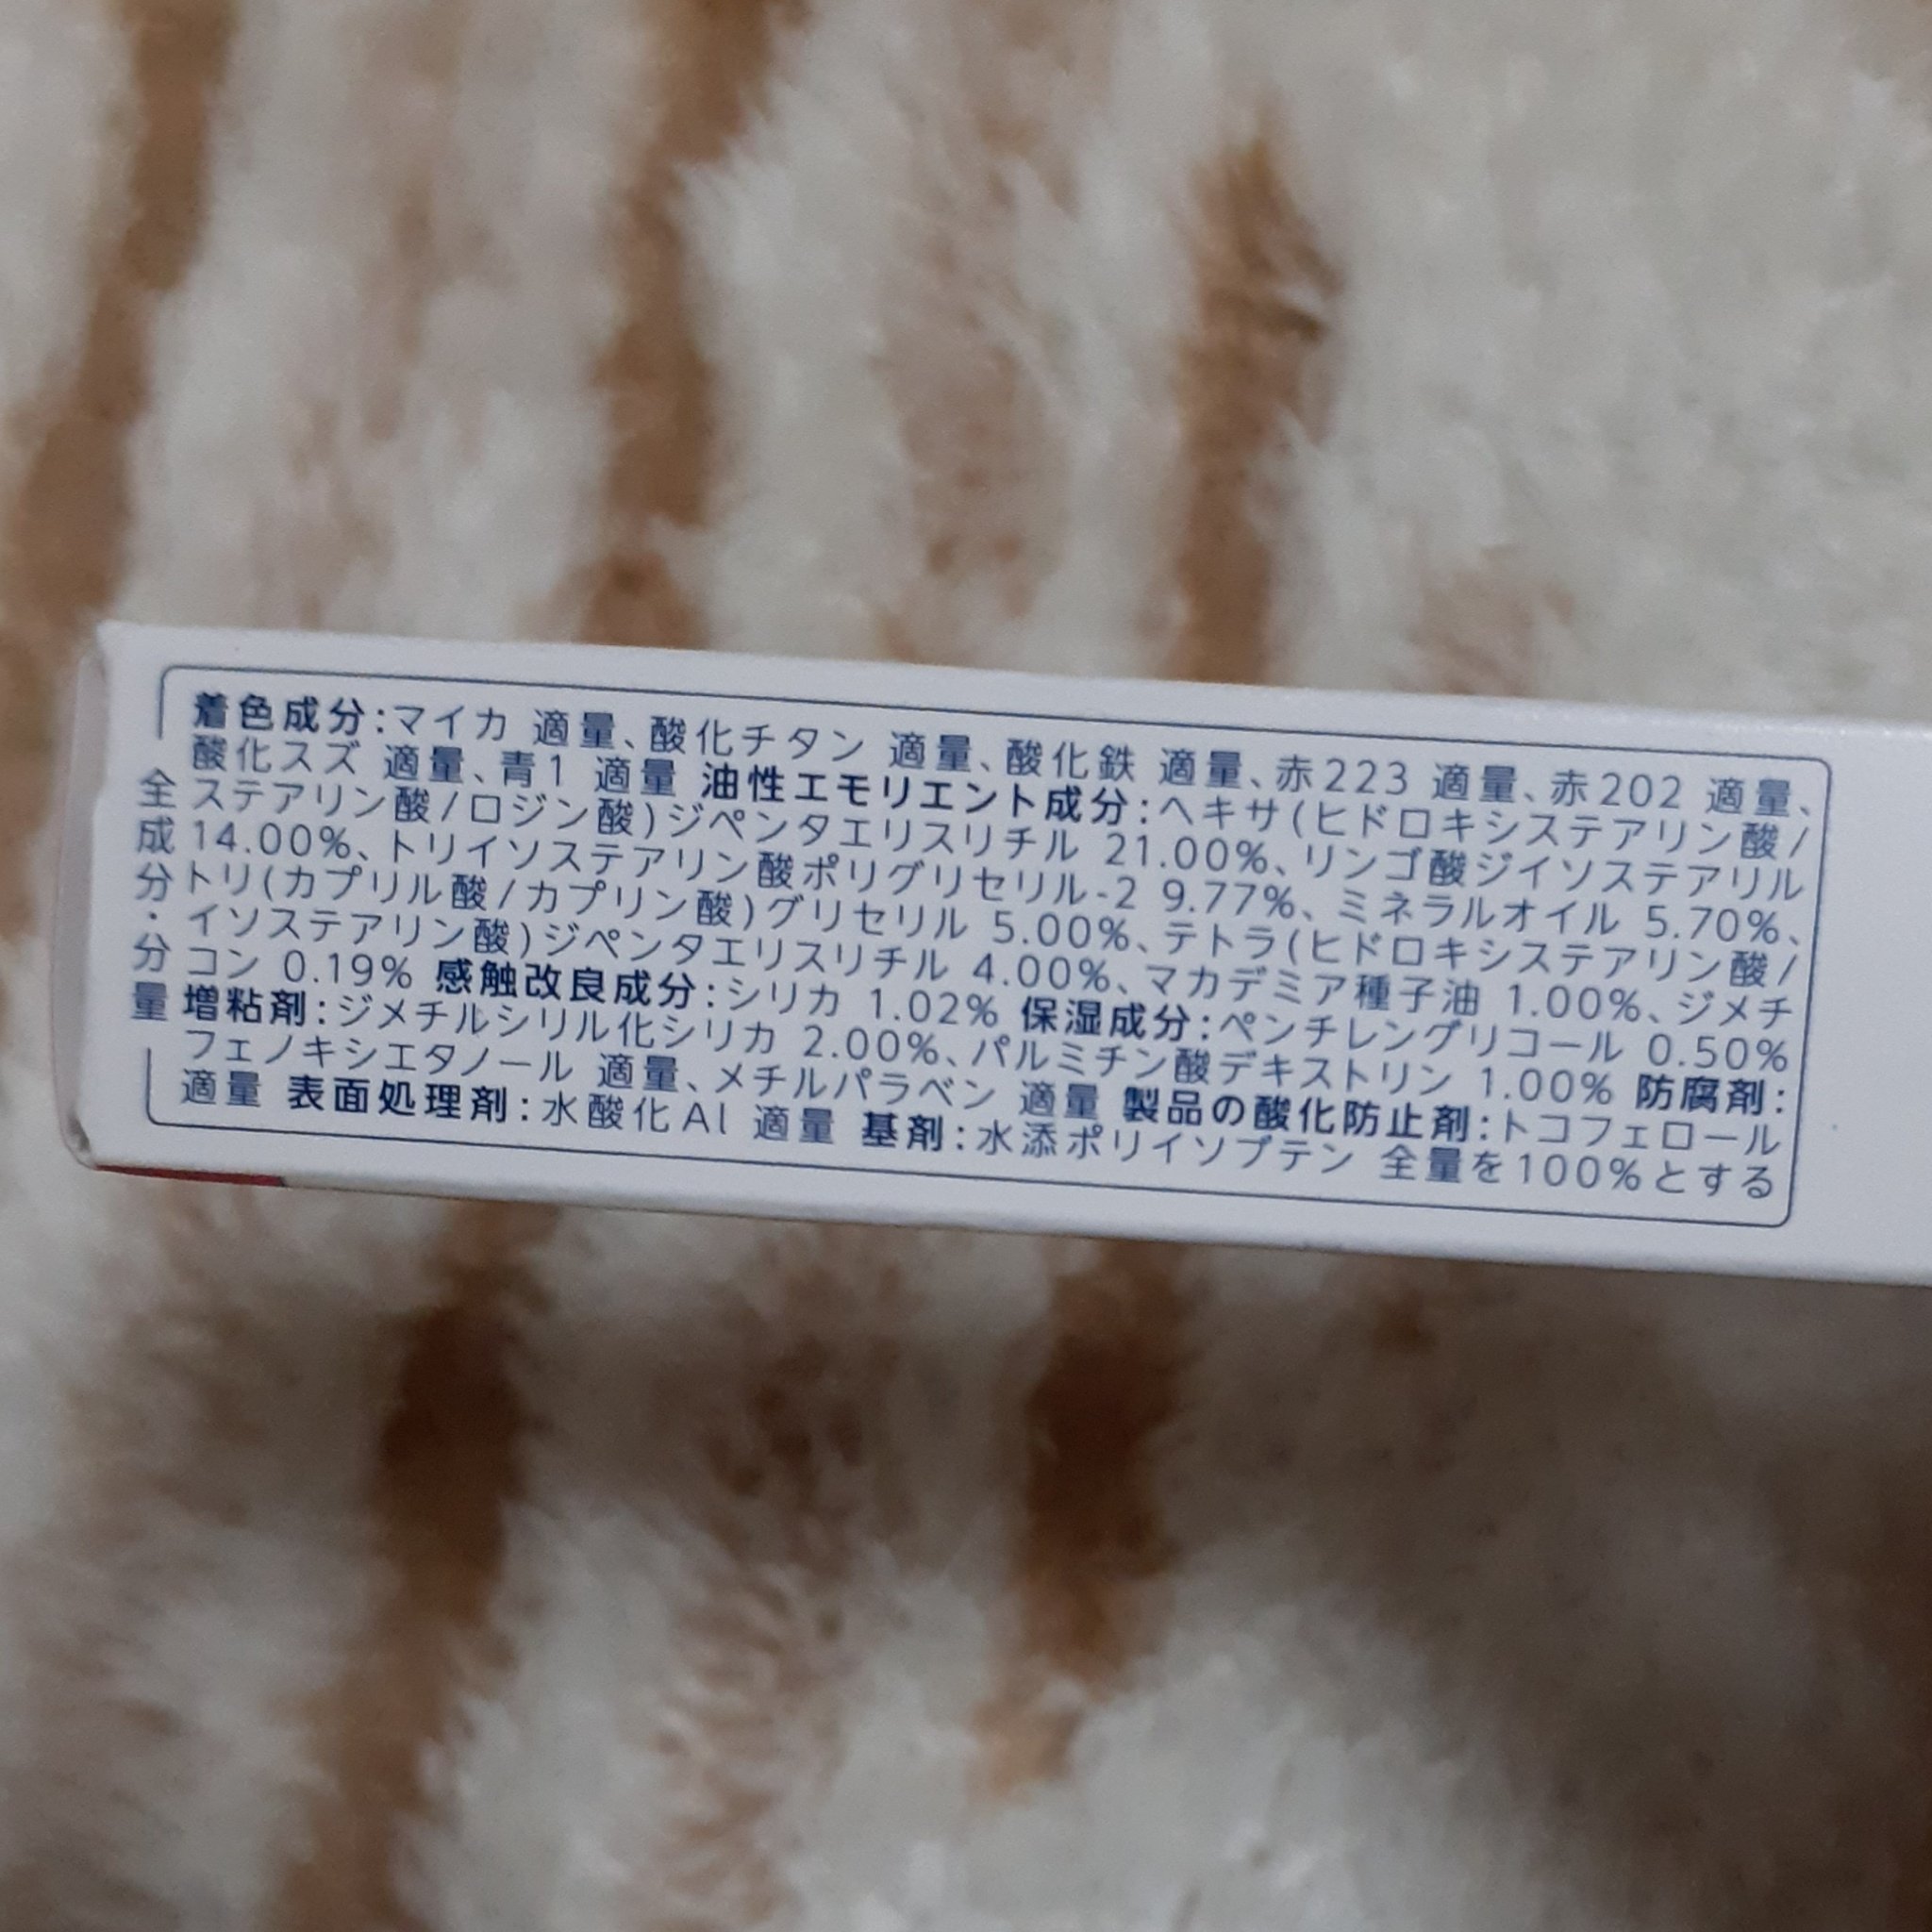 全成分・分量
着色成分:マイカ 適量、酸化チタン 適量、酸化鉄 適量、赤223 適量、赤202 適量、
酸化スズ 適量、青1 適量 油性エモリエント成分:ヘキサ(ヒドロキシステアリン酸/
ステアリン酸/ロジン酸)ジペンタエリスリチル 21.00%、リンゴ酸ジイソステアリル
14.00%、トリイソステアリン酸ポリグリセリル-2 9.77%、ミネラルオイル 5.70%、
トリ(カプリル酸/カプリン酸)グリセリル 5.00%、テトラ(ヒドロキシステアリン酸/
イソステアリン酸)ジペンタエリスリチル 4.00%、マカデミア種子油 1.00%、ジメチ
コン 0.19% 感触改良成分:シリカ 1.02% 保湿成分:ペンチレングリコール 0.50%
増粘剤:ジメチルシリル化シリカ 2.00%、パルミチン酸デキストリン 1.00% 防腐剤:
フェノキシエタノール 適量、メチルパラベン 適量 製品の酸化防止剤:トコフェロール
適量 表面処理剤:水酸化Al 適量 基剤:水添ポリイソブテン 全量を100%とする